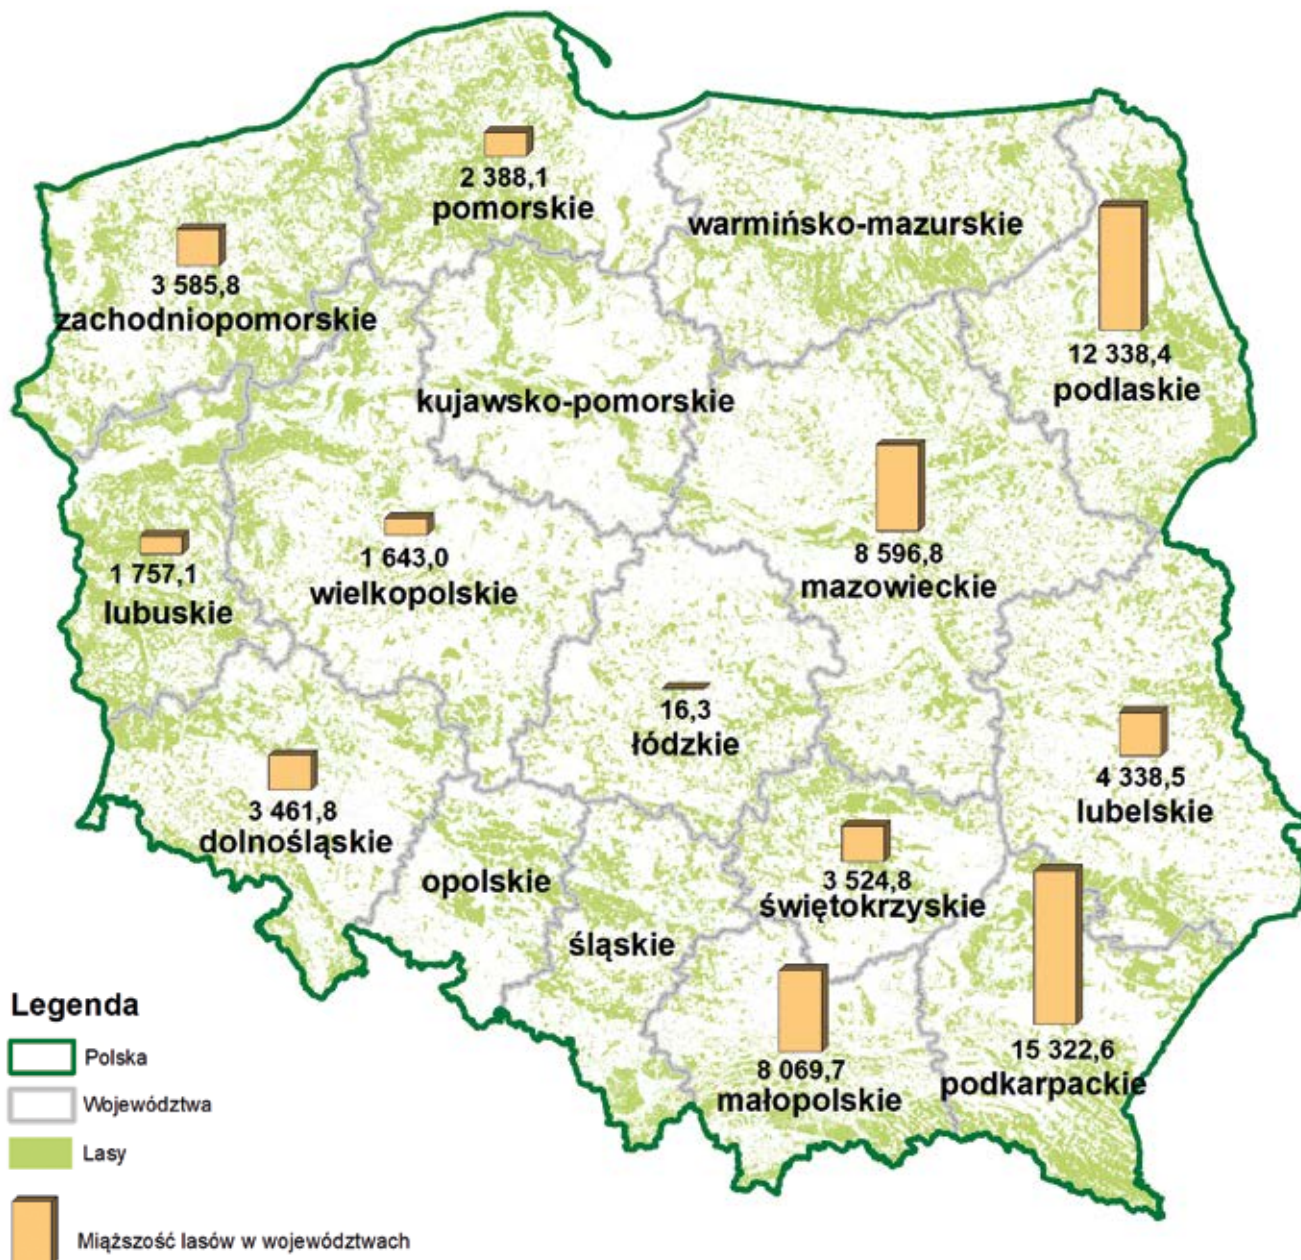 2 388,1
pomorskie
warmińsko-mazurskie
3 585,8
zachodniopomorskie
12 338,4
podlaskie
kujawsko-pomorskie
8 596,8
mazowieckie
1 643,0
wielkopolskie
1 757,1
lubuskie
16,3
łódzkie
4 338,5
lubelskie
3 461,8
dolnośląskie
opolskie
3 524,8
świętokrzyskie
śląskie
8 069,7
małopolskie
15 322,6
podkarpackie
Legenda
Polska
Województwa
Lasy
Miąższość lasów w województwach